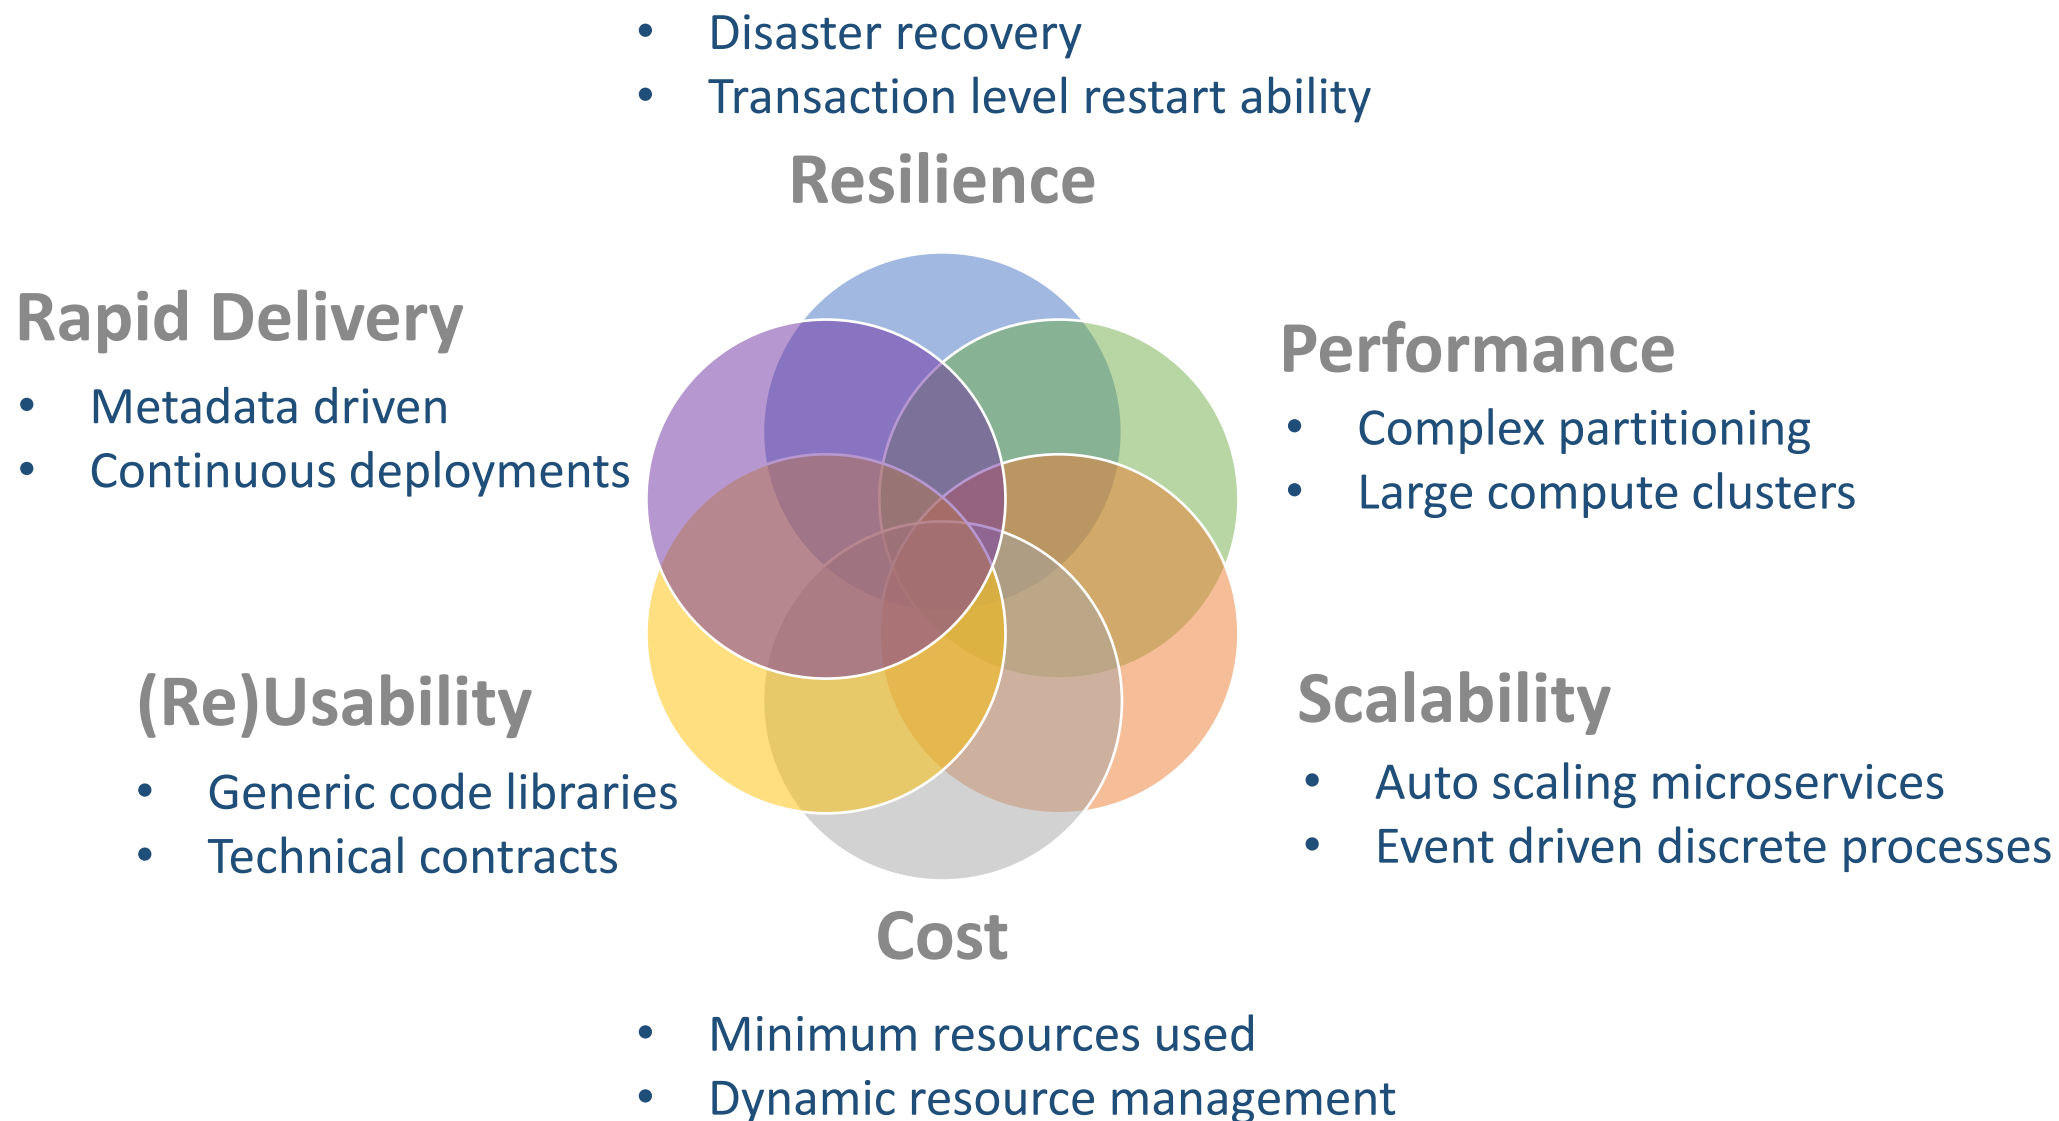 • Disaster recovery
• Transaction level restart ability
Resilience
Rapid Delivery
• Metadata driven
• Continuous deployments
Performance
• Complex partitioning
• Large compute clusters
(Re)Usability
• Generic code libraries
• Technical contracts
Scalability
• Auto scaling microservices
• Event driven discrete processes
Cost
• Minimum resources used
• Dynamic resource management